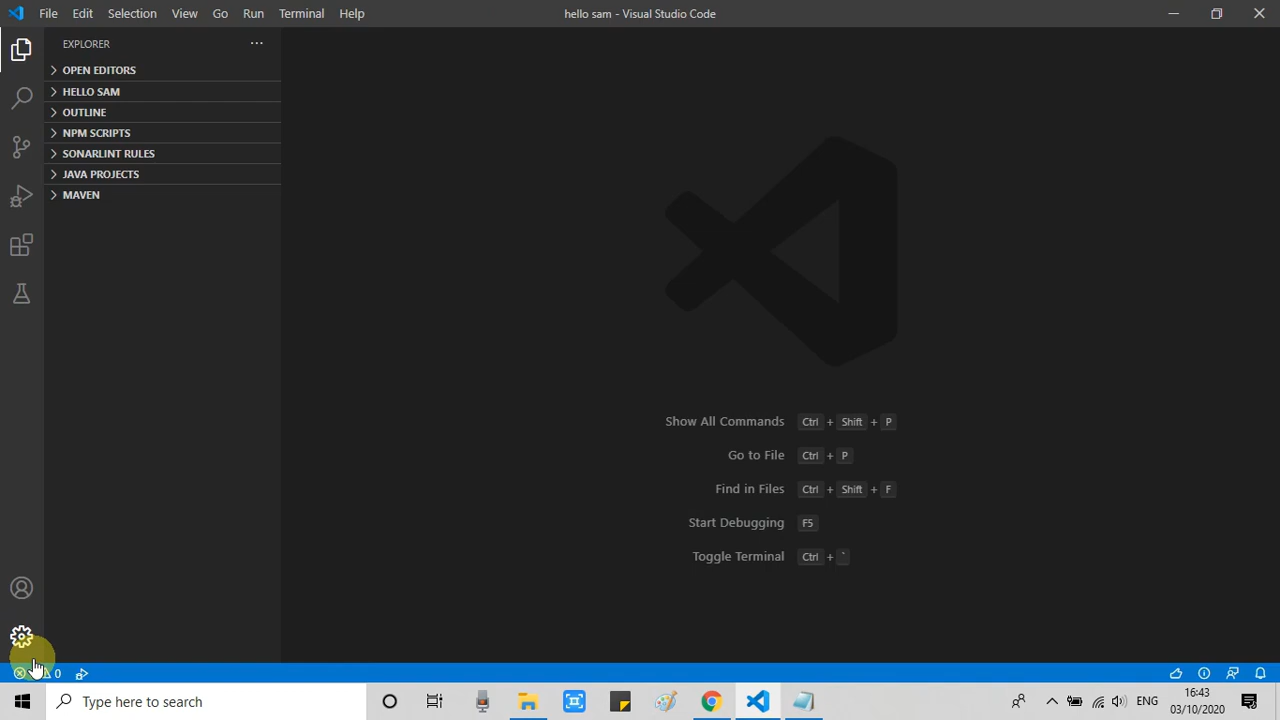 File Edit Selection View Go Run Terminal Help hello sam - Visual Studio Code
EXPLORER
OPEN EDITORS
HELLO SAM
OUTLINE
NPM SCRIPTS
SONARLINT RULES
JAVA PROJECTS
MAVEN
Show All Commands Ctrl + Shift + P
Go to File Ctrl + P
Find in Files Ctrl + Shift + F
Start Debugging F5
Toggle Terminal Ctrl + `
0
Type here to search
ENG
16:43
03/10/2020